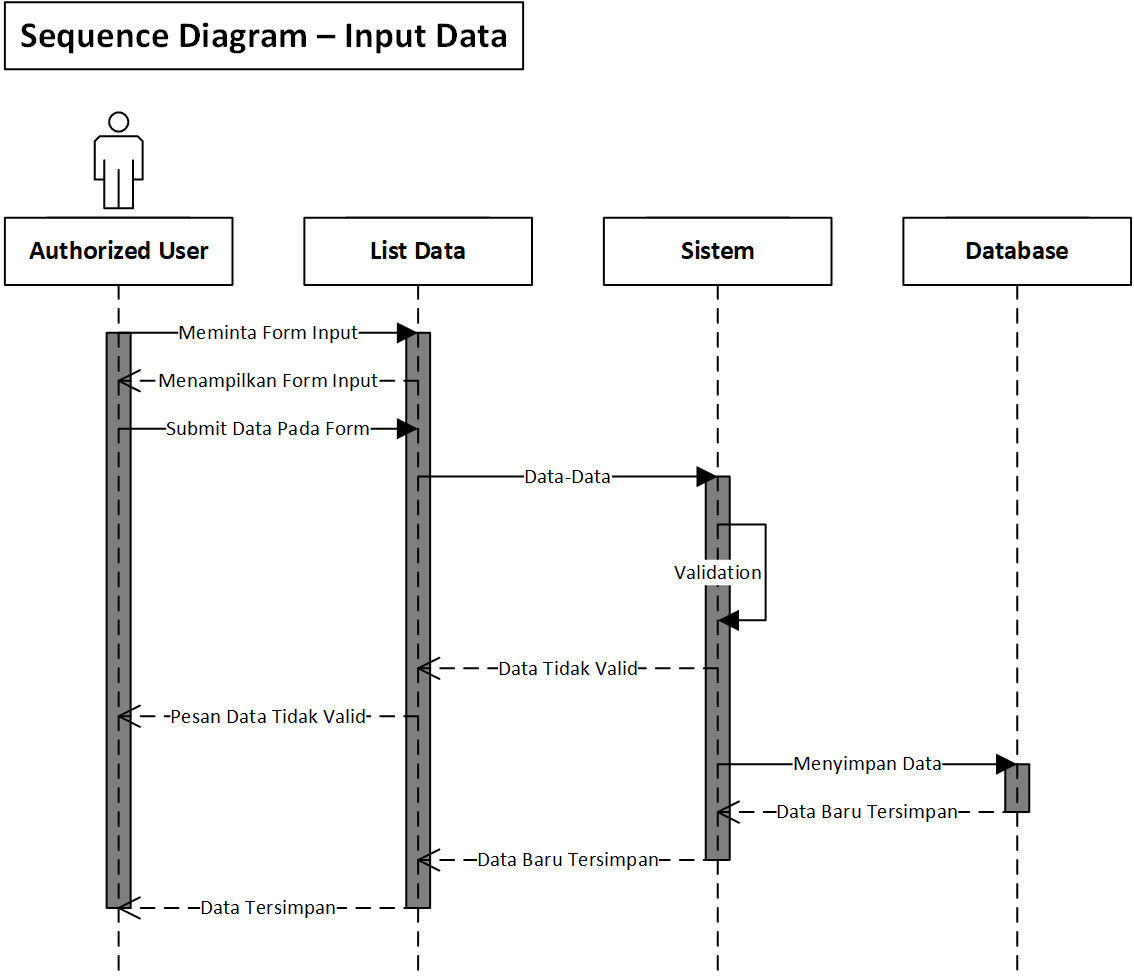 Sequence Diagram – Input Data
Authorized User
List Data
Sistem
Database
Meminta Form Input
Menampilkan Form Input
Submit Data Pada Form
Data-Data
Validation
Data Tidak Valid
Pesan Data Tidak Valid
Menyimpan Data
Data Baru Tersimpan
Data Baru Tersimpan
Data Tersimpan